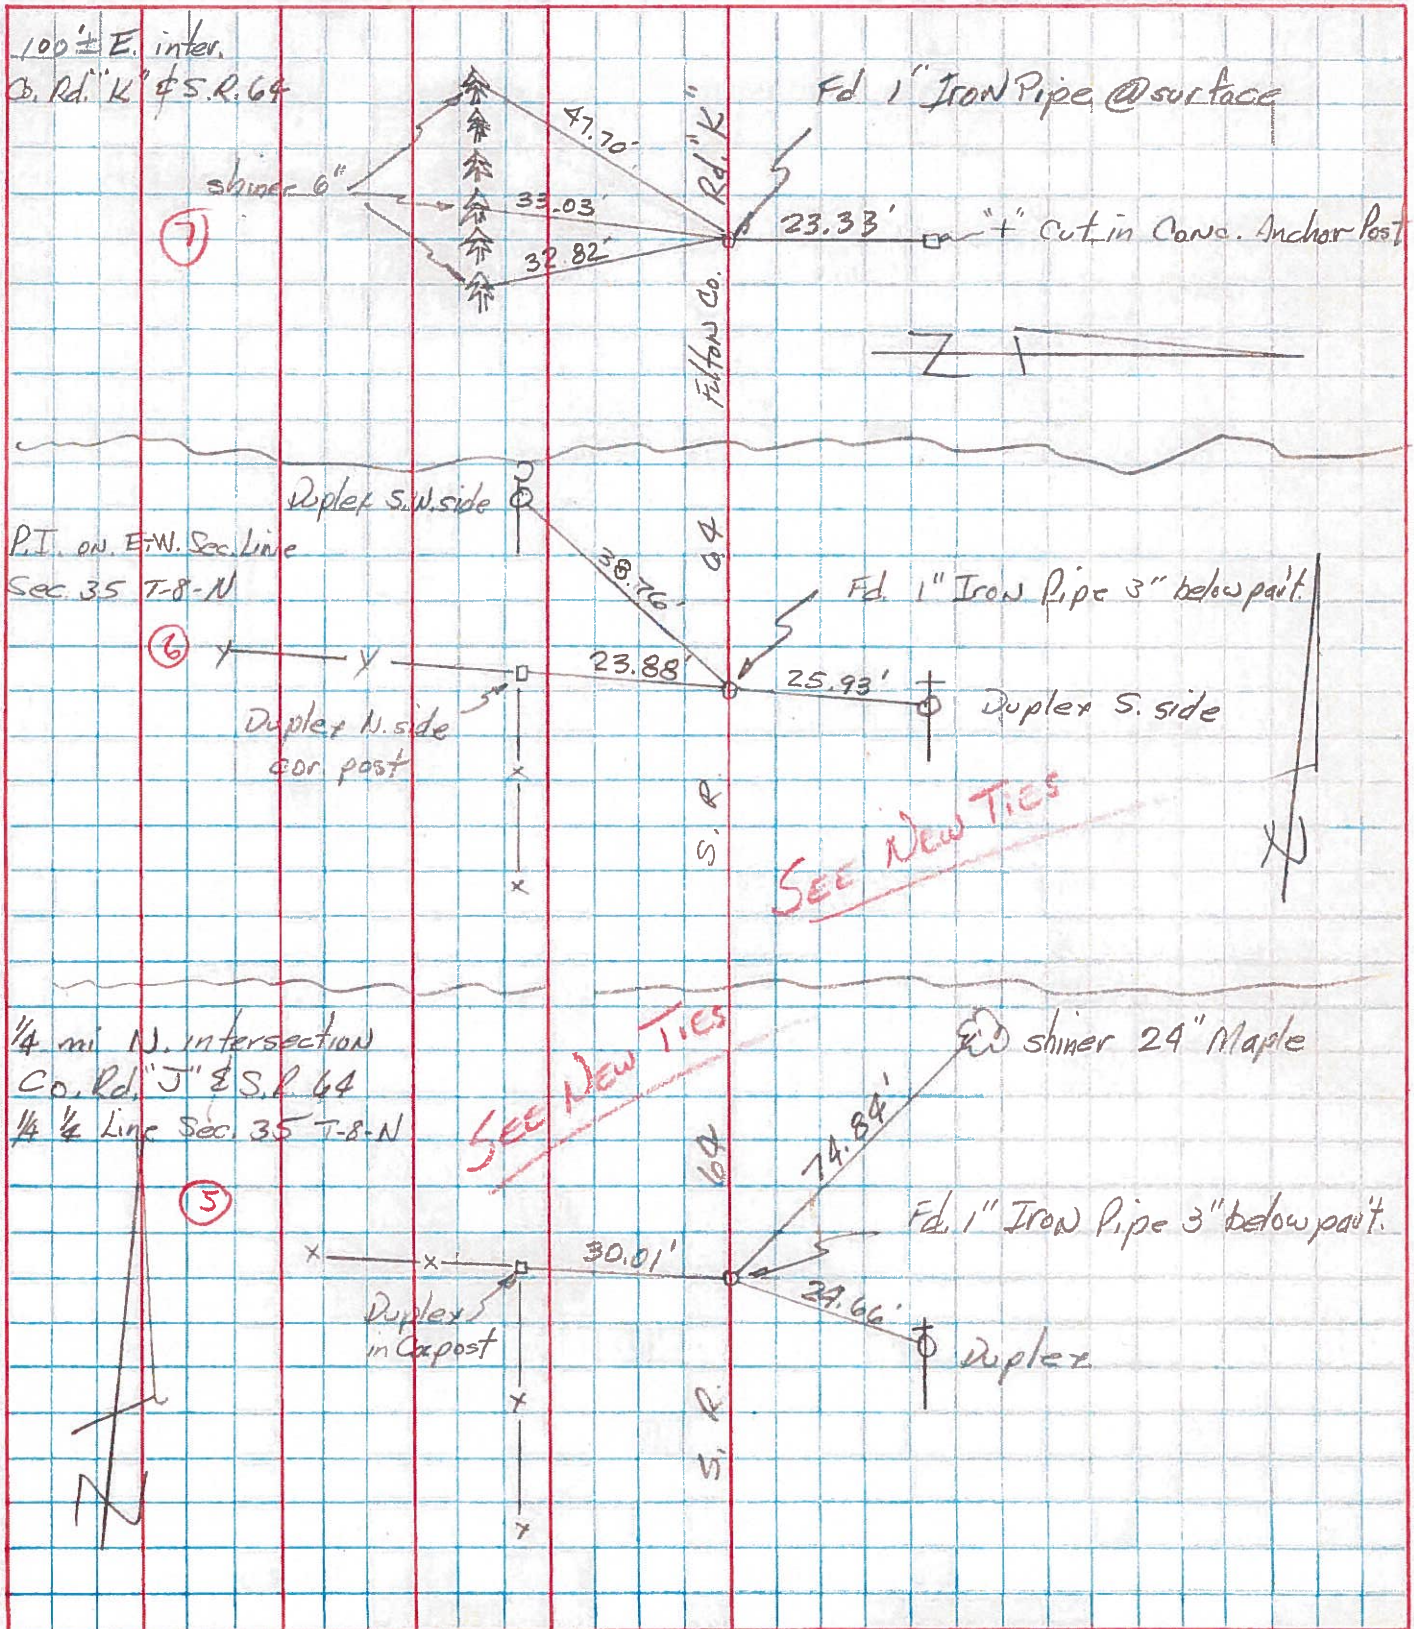 100'± E. inter.
Co. Rd. "K" & S.R. 64
Fd 1" Iron Pipe @ surface
47.70'
Rd. "K"
shiner 6"
33.03'
23.33'
"+" Cut in Conc. Anchor Post
7
32.82'
Fulton Co.
N
Duplex S.W. side
P.I. on E-W. Sec. Line
Sec. 35 T-8-N
38.76'
64
Fd. 1" Iron Pipe 3" below pav't.
6
23.88'
25.93'
Duplex S. side
Duplex N. side
cor. post
S. R.
See New Ties
N
1/4 mi N. intersection
Co. Rd. "J" & S.R. 64
1/4 1/4 Line Sec. 35 T-8-N
See New Ties
shiner 24" Maple
64
74.84'
5
Fd. 1" Iron Pipe 3" below pav't.
30.01'
24.66'
Duplex
in Cor. post
Duplex
S. R.
N